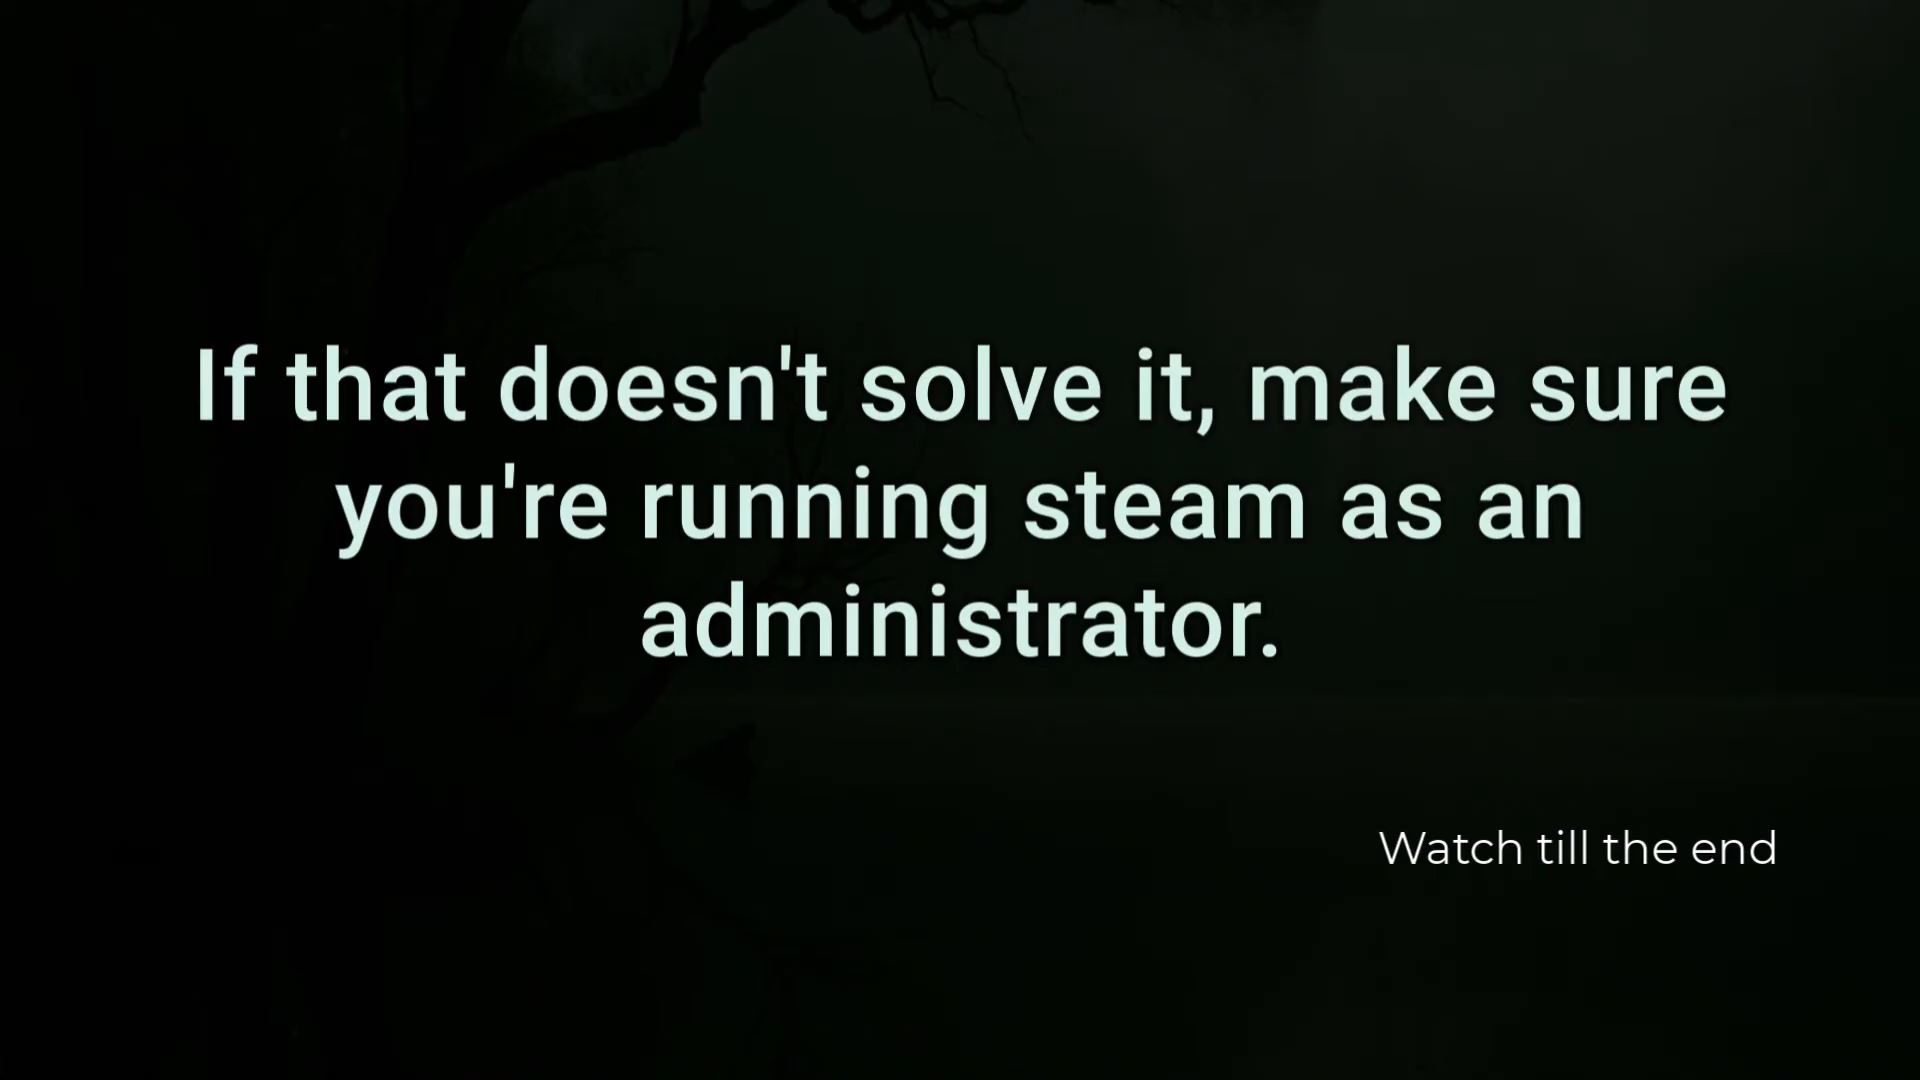 If that doesn't solve it, make sure
you're running steam as an
administrator.
Watch till the end